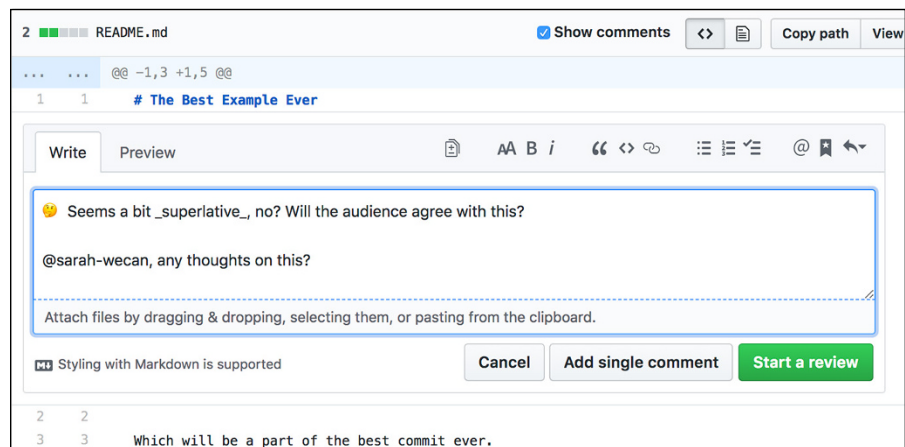 2 README.md Show comments <> Copy path View
... ... @@ -1,3 +1,5 @@
1 1 # The Best Example Ever
Write Preview AA B i “ <> @
🤔 Seems a bit _superlative_, no? Will the audience agree with this?
@sarah-wecan, any thoughts on this?
Attach files by dragging & dropping, selecting them, or pasting from the clipboard.
M↓ Styling with Markdown is supported Cancel Add single comment Start a review
2 2
3 3 Which will be a part of the best commit ever.